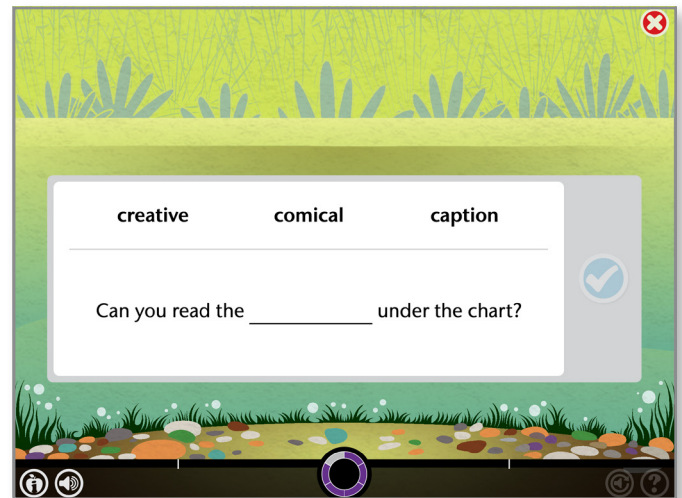 creative comical caption
Can you read the ____________ under the chart?